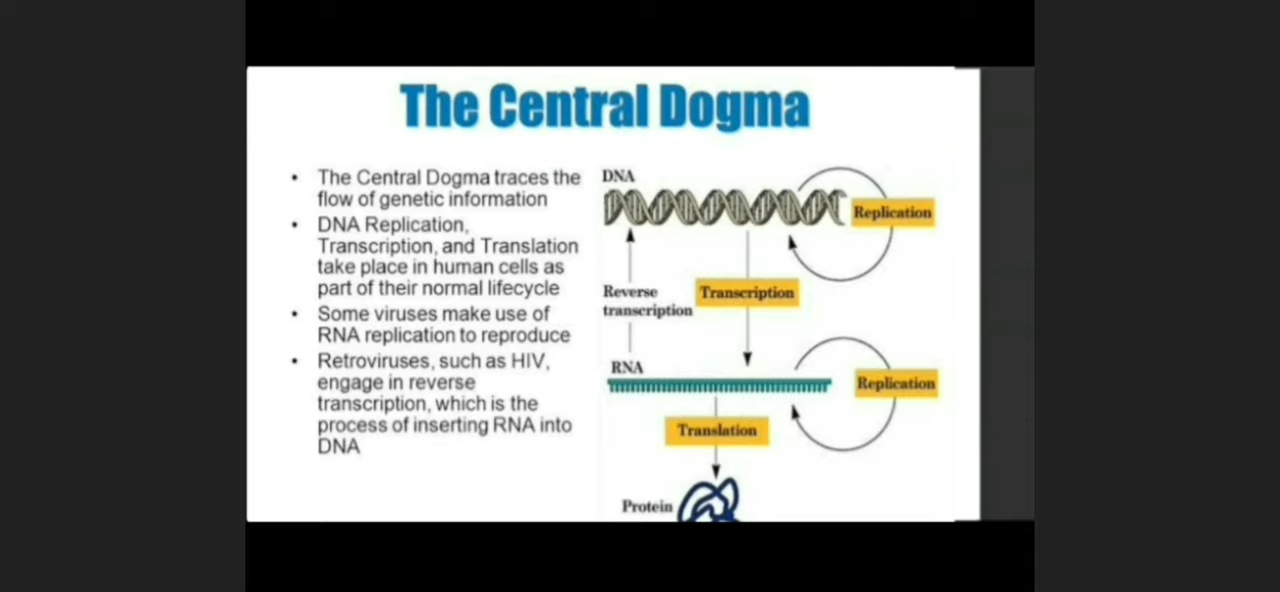 The Central Dogma
• The Central Dogma traces the
flow of genetic information
• DNA Replication,
Transcription, and Translation
take place in human cells as
part of their normal lifecycle
• Some viruses make use of
RNA replication to reproduce
• Retroviruses, such as HIV,
engage in reverse
transcription, which is the
process of inserting RNA into
DNA
DNA
Replication
Reverse
transcription
Transcription
RNA
Replication
Translation
Protein